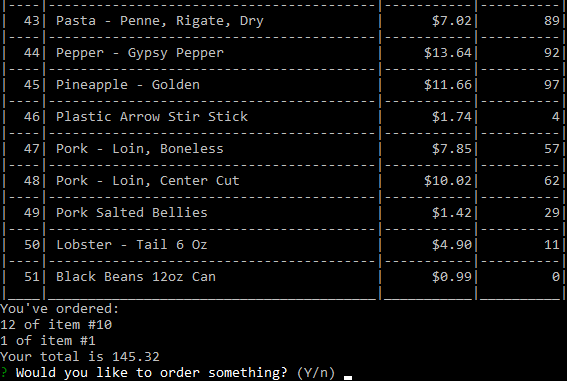 | 43| Pasta - Penne, Rigate, Dry | $7.02| 89|
| 44| Pepper - Gypsy Pepper | $13.64| 92|
| 45| Pineapple - Golden | $11.66| 97|
| 46| Plastic Arrow Stir Stick | $1.74| 4|
| 47| Pork - Loin, Boneless | $7.85| 57|
| 48| Pork - Loin, Center Cut | $10.02| 62|
| 49| Pork Salted Bellies | $1.42| 29|
| 50| Lobster - Tail 6 Oz | $4.90| 11|
| 51| Black Beans 12oz Can | $0.99| 0|
You've ordered:
12 of item #10
1 of item #1
Your total is 145.32
? Would you like to order something? (Y/n)